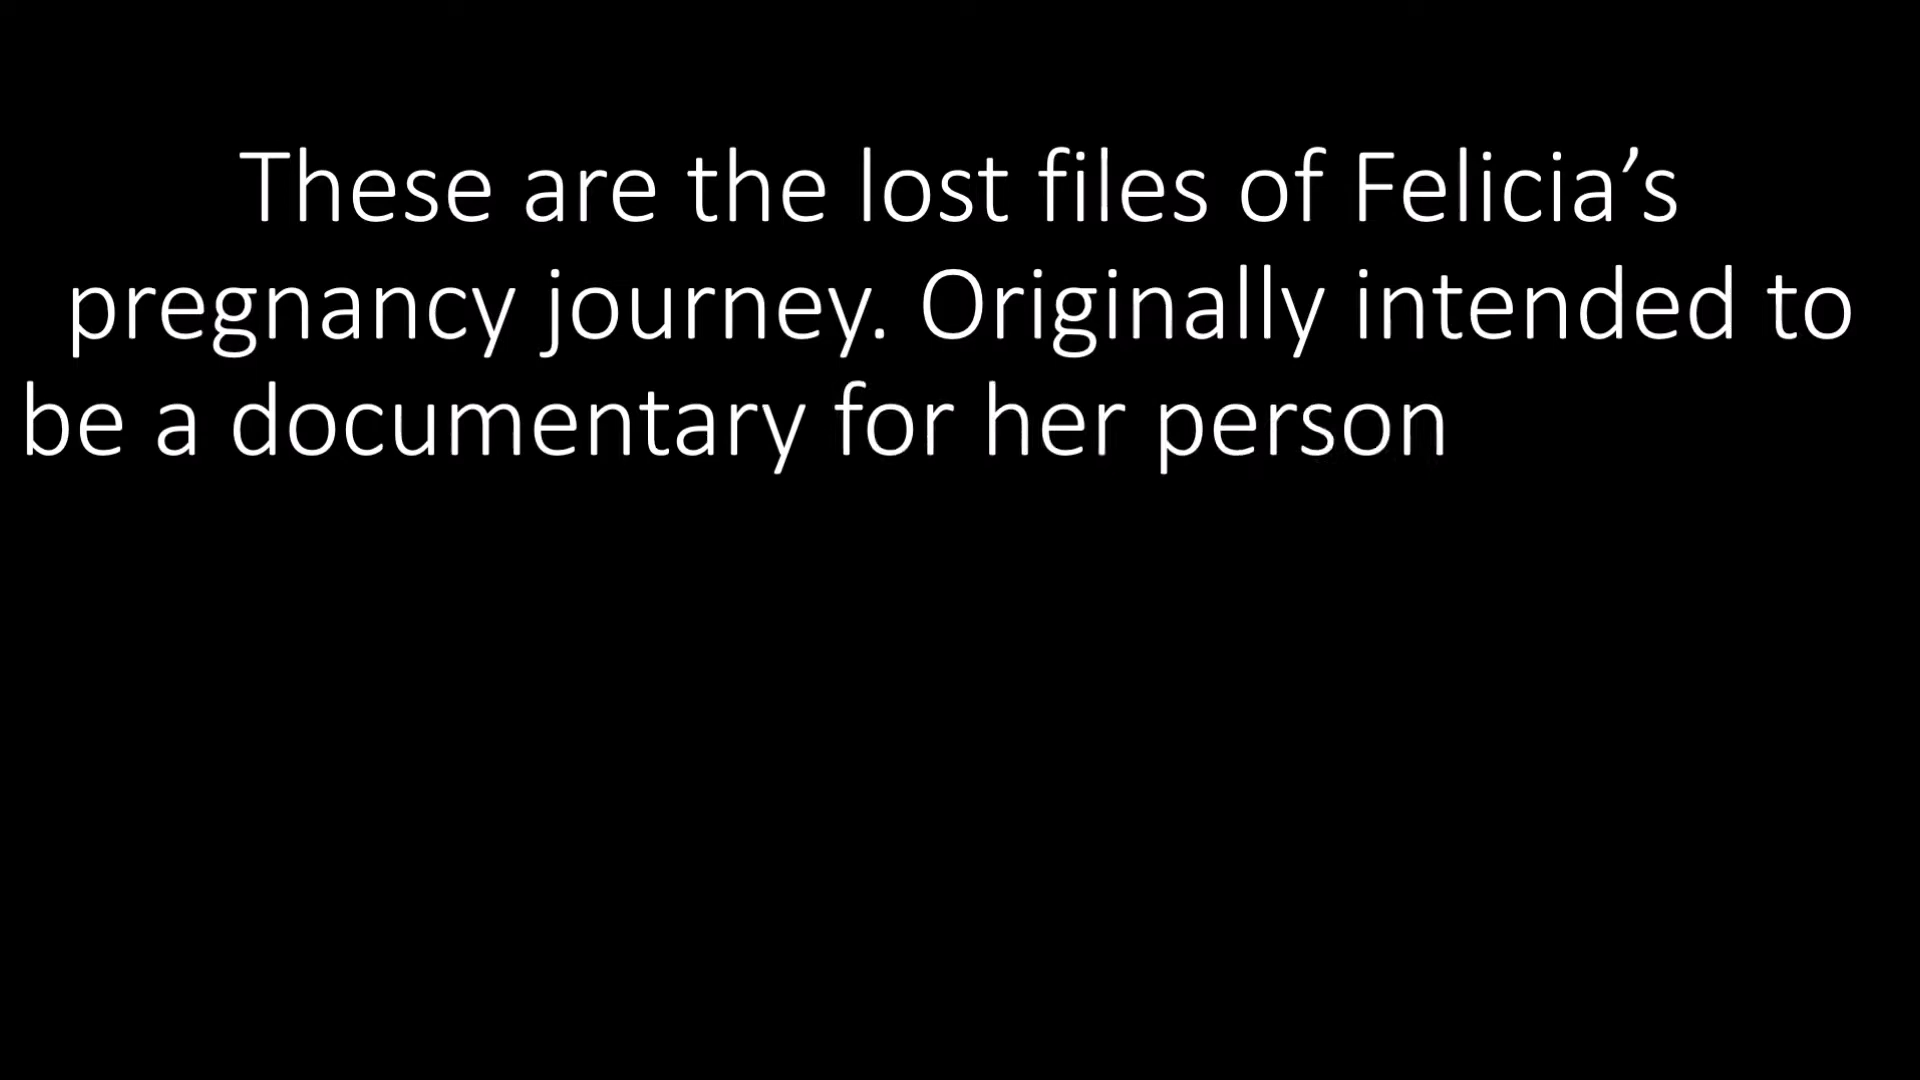 These are the lost files of Felicia’s
pregnancy journey. Originally intended to
be a documentary for her person